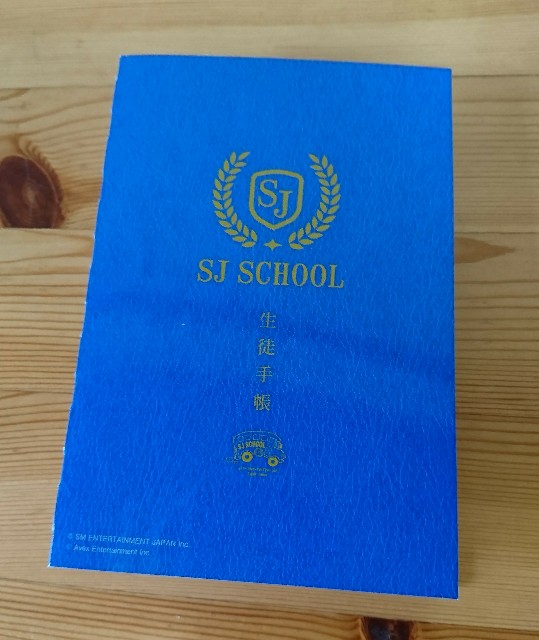 SJ
SJ SCHOOL
生徒手帳
SJ SCHOOL
© SM ENTERTAINMENT JAPAN Inc.
© Avex Entertainment Inc.